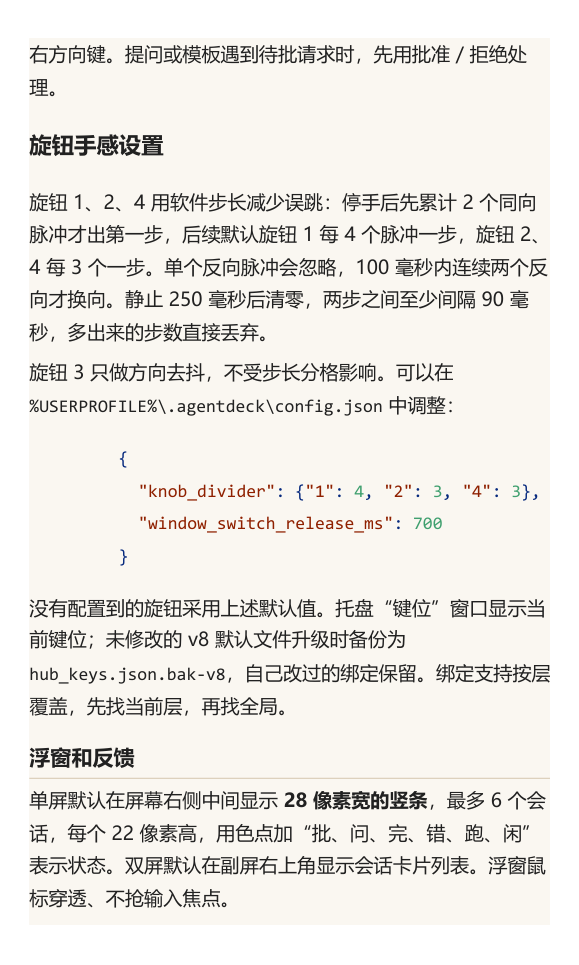 右方向键。提问或模板遇到待批请求时，先用批准 / 拒绝处
理。
旋钮手感设置
旋钮 1、2、4 用软件步长减少误跳：停手后先累计 2 个同向
脉冲才出第一步，后续默认旋钮 1 每 4 个脉冲一步，旋钮 2、
4 每 3 个一步。单个反向脉冲会忽略，100 毫秒内连续两个反
向才换向。静止 250 毫秒后清零，两步之间至少间隔 90 毫
秒，多出来的步数直接丢弃。
旋钮 3 只做方向去抖，不受步长分格影响。可以在
%USERPROFILE%\.agentdeck\config.json 中调整：
{
  "knob_divider": {"1": 4, "2": 3, "4": 3},
  "window_switch_release_ms": 700
}
没有配置到的旋钮采用上述默认值。托盘“键位”窗口显示当
前键位；未修改的 v8 默认文件升级时备份为
hub_keys.json.bak-v8，自己改过的绑定保留。绑定支持按层
覆盖，先找当前层，再找全局。
浮窗和反馈
单屏默认在屏幕右侧中间显示 28 像素宽的竖条，最多 6 个会
话，每个 22 像素高，用色点加“批、问、完、错、跑、闲”
表示状态。双屏默认在副屏右上角显示会话卡片列表。浮窗鼠
标穿透、不抢输入焦点。